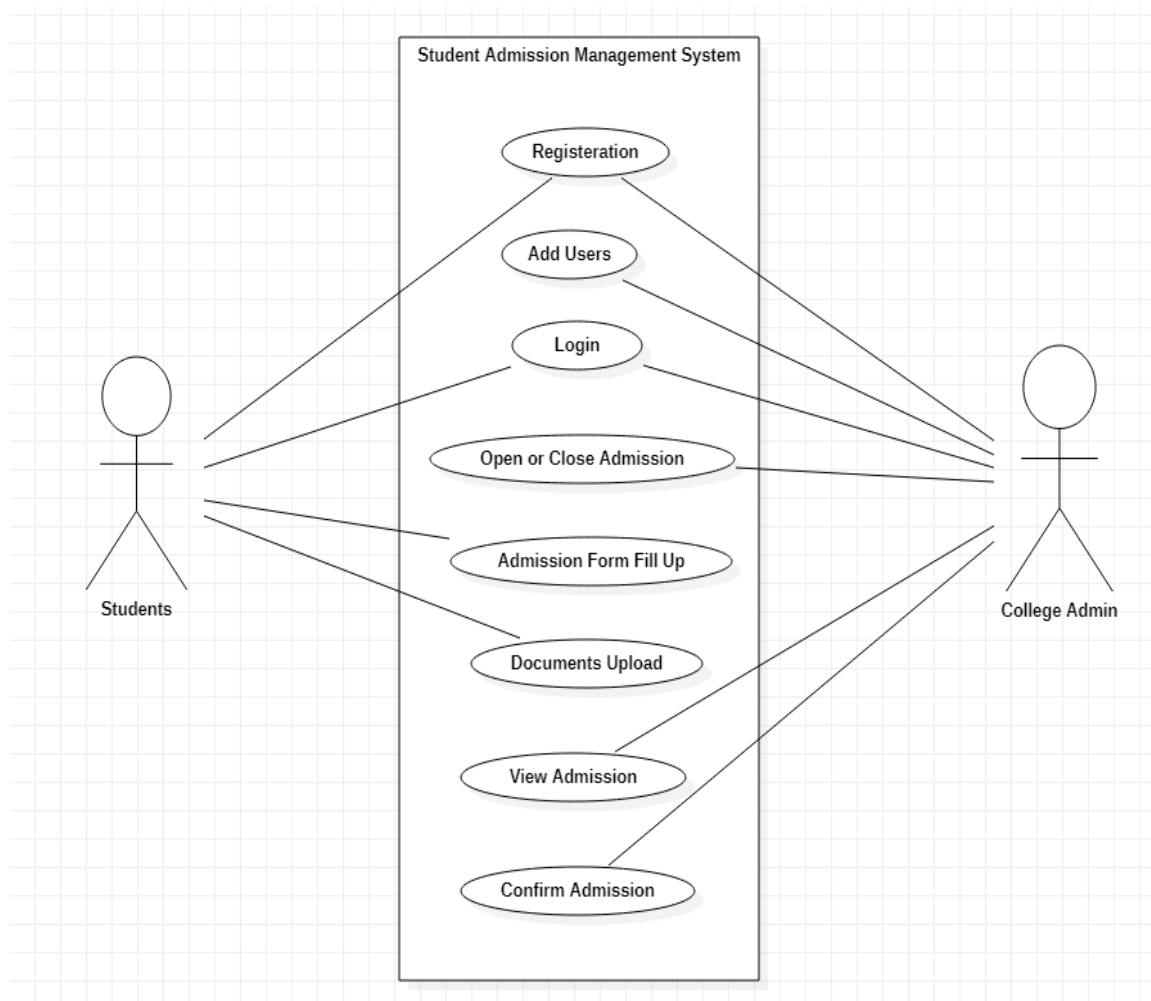 Student Admission Management System
Registeration
Add Users
Login
Open or Close Admission
Admission Form Fill Up
Students
College Admin
Documents Upload
View Admission
Confirm Admission